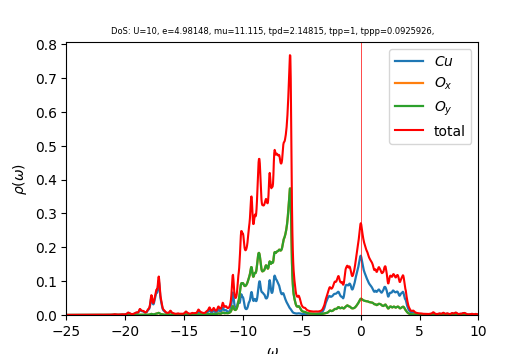 DoS: U=10, e=4.98148, mu=11.115, tpd=2.14815, tpp=1, tppp=0.0925926,
0.8
0.7
0.6
0.5
0.4
0.3
0.2
0.1
0.0
ρ(ω)
Cu
Oₓ
O_y
total
−25 −20 −15 −10 −5 0 5 10
ω